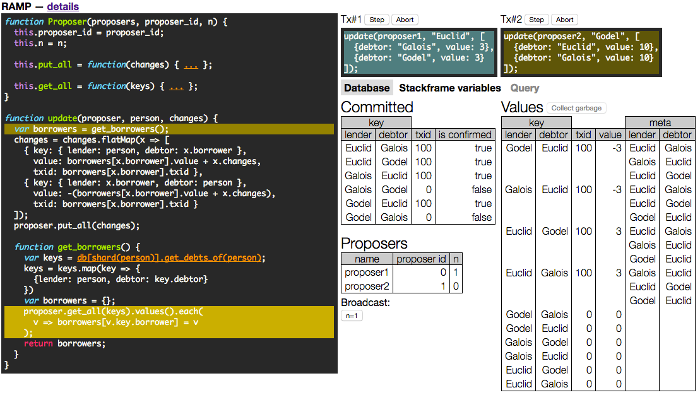 RAMP — details
function Proposer(proposers, proposer_id, n) {
this.proposer_id = proposer_id;
this.n = n;
this.put_all = function(changes) { ... };
this.get_all = function(keys) { ... };
}
function update(proposer, person, changes) {
var borrowers = get_borrowers();
changes = changes.flatMap(x => [
{ key: { lender: person, debtor: x.borrower },
value: borrowers[x.borrower].value + x.changes,
txid: borrowers[x.borrower].txid },
{ key: { lender: x.borrower, debtor: person },
value: -(borrowers[x.borrower].value + x.changes),
txid: borrowers[x.borrower].txid }
]);
proposer.put_all(changes);
function get_borrowers() {
var keys = db[shard(person)].get_debts_of(person);
keys = keys.map(key => {
{lender: person, debtor: key.debtor}
})
var borrowers = {};
proposer.get_all(keys).values().each(
v => borrowers[v.key.borrower] = v
);
return borrowers;
}
}
Tx#1 Step Abort
update(proposer1, "Euclid", [
{debtor: "Galois", value: 3},
{debtor: "Godel", value: 3}
]);
Tx#2 Step Abort
update(proposer2, "Godel", [
{debtor: "Euclid", value: 10},
{debtor: "Galois", value: 10}
]);
Database Stackframe variables Query
Committed
key
lender debtor txid is confirmed
Euclid Galois 100 true
Euclid Godel 100 true
Galois Euclid 100 true
Galois Godel 0 false
Godel Euclid 100 true
Godel Galois 0 false
Proposers
name proposer id n
proposer1 0 1
proposer2 1 0
Broadcast:
n=1
Values Collect garbage
key meta
lender debtor txid value lender debtor
Godel Euclid 100 -3 Euclid Godel
Galois Euclid
Euclid Galois
Galois Euclid 100 -3 Euclid Galois
Godel Euclid
Euclid Godel
Euclid Godel 100 3 Euclid Galois
Galois Euclid
Godel Euclid
Euclid Galois 100 3 Galois Euclid
Euclid Godel
Godel Euclid
Godel Galois 0 0
Godel Euclid 0 0
Galois Godel 0 0
Galois Euclid 0 0
Euclid Godel 0 0
Euclid Galois 0 0